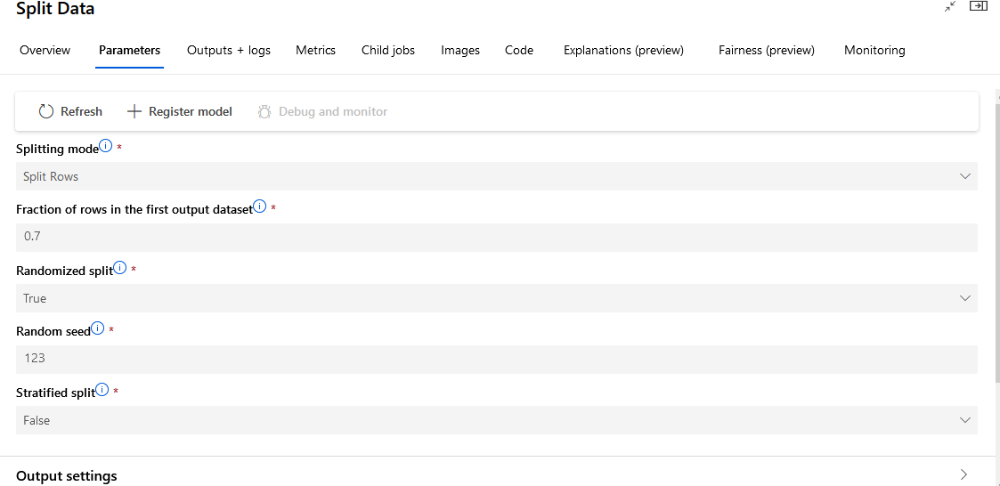 Split Data
Overview Parameters Outputs + logs Metrics Child jobs Images Code Explanations (preview) Fairness (preview) Monitoring
Refresh Register model Debug and monitor
Splitting mode *
Split Rows
Fraction of rows in the first output dataset *
0.7
Randomized split *
True
Random seed *
123
Stratified split *
False
Output settings